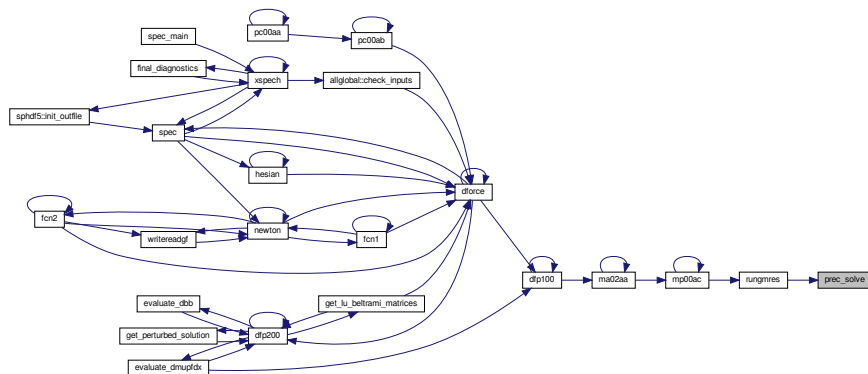 spec_main
pc00aa
pc00ab
final_diagnostics
xspech
allglobal::check_inputs
sphdf5::init_outfile
spec
hesian
dforce
fcn2
newton
writereadgf
fcn1
dfp100
ma02aa
mp00ac
rungmres
prec_solve
evaluate_dbb
get_lu_beltrami_matrices
get_perturbed_solution
dfp200
evaluate_dmupfdx